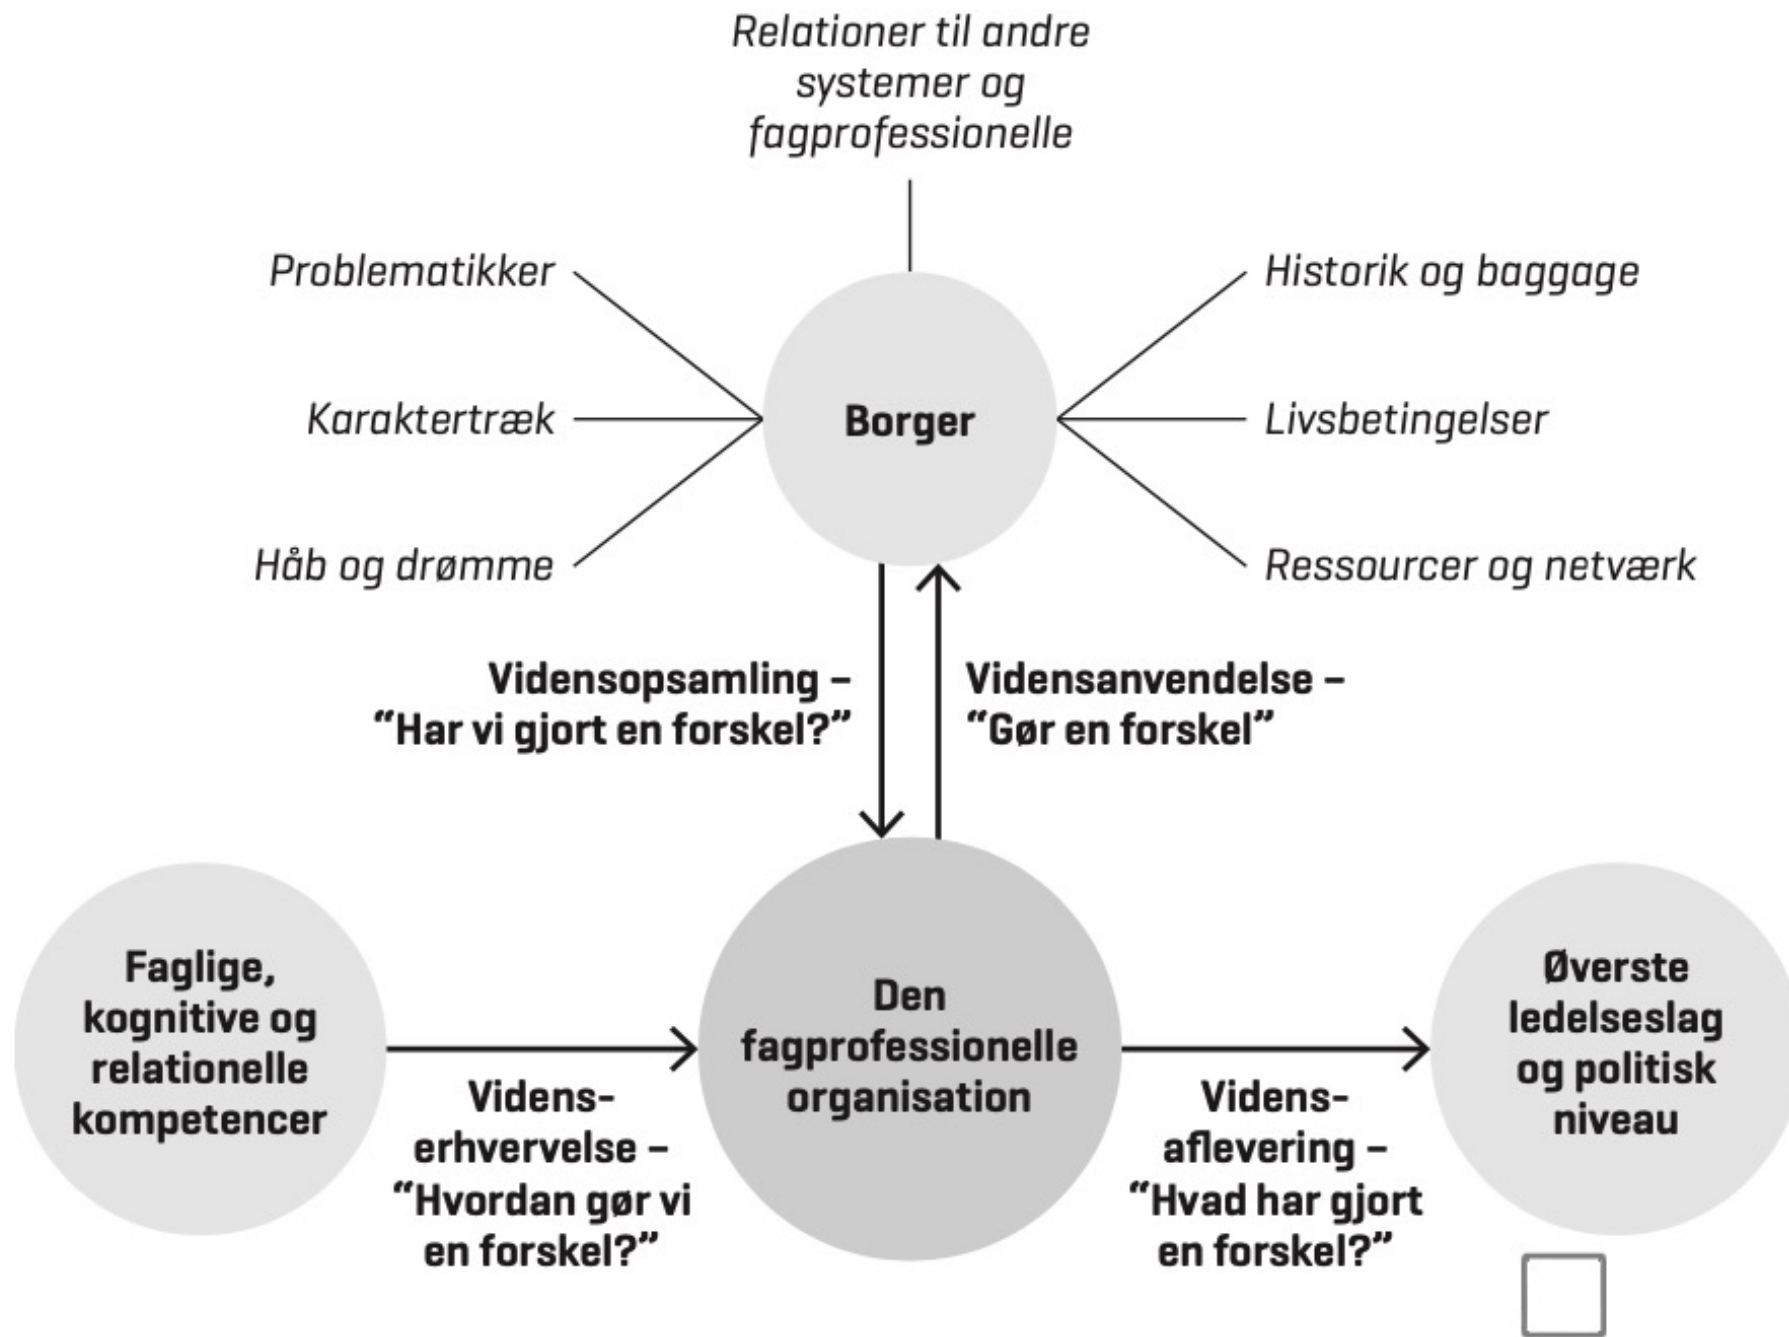 Relationer til andre
systemer og
fagprofessionelle
Problematikker
Historik og baggage
Karaktertræk
Borger
Livsbetingelser
Håb og drømme
Ressourcer og netværk
Vidensopsamling –
“Har vi gjort en forskel?”
Vidensanvendelse –
“Gør en forskel”
Faglige,
kognitive og
relationelle
kompetencer
Videns-
erhvervelse –
“Hvordan gør vi
en forskel?”
Den
fagprofessionelle
organisation
Videns-
aflevering –
“Hvad har gjort
en forskel?”
Øverste
ledelseslag
og politisk
niveau